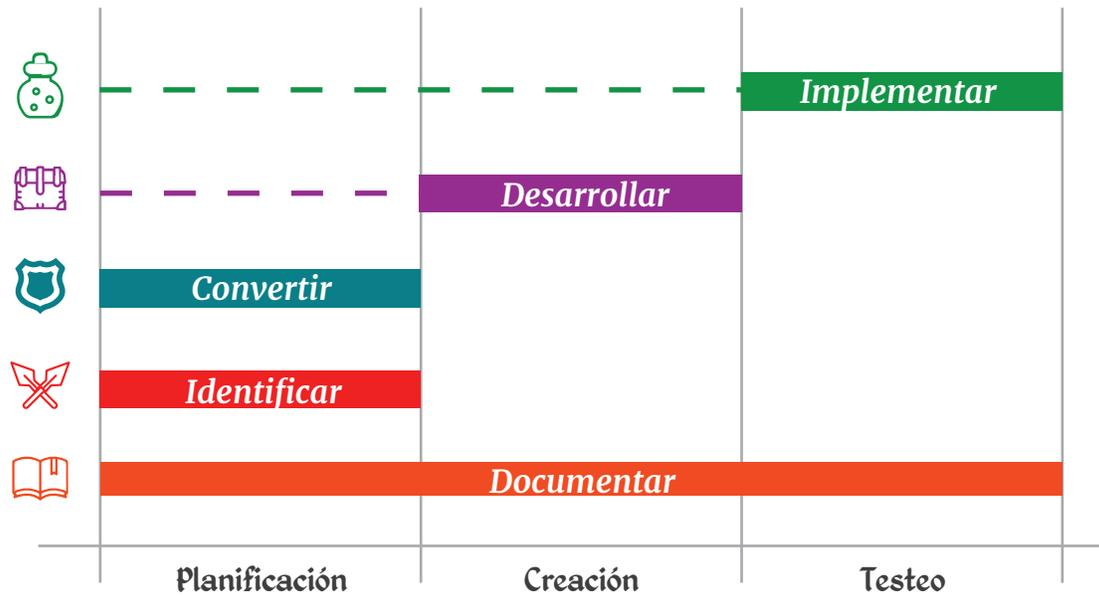 Implementar
Desarrollar
Convertir
Identificar
Documentar
Planificación
Creación
Testeo